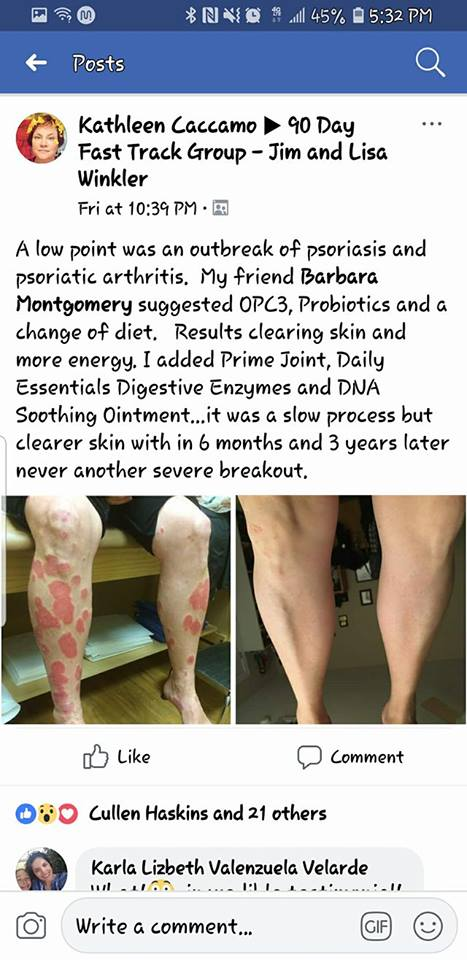 45% 5:32 PM
Posts
Kathleen Caccamo ▶ 90 Day
Fast Track Group – Jim and Lisa
Winkler
Fri at 10:39 PM •
A low point was an outbreak of psoriasis and
psoriatic arthritis.  My friend Barbara
Montgomery suggested OPC3, Probiotics and a
change of diet.   Results clearing skin and
more energy. I added Prime Joint, Daily
Essentials Digestive Enzymes and DNA
Soothing Ointment...it was a slow process but
clearer skin with in 6 months and 3 years later
never another severe breakout.
Like Comment
Cullen Haskins and 21 others
Karla Lizbeth Valenzuela Velarde
Write a comment... GIF